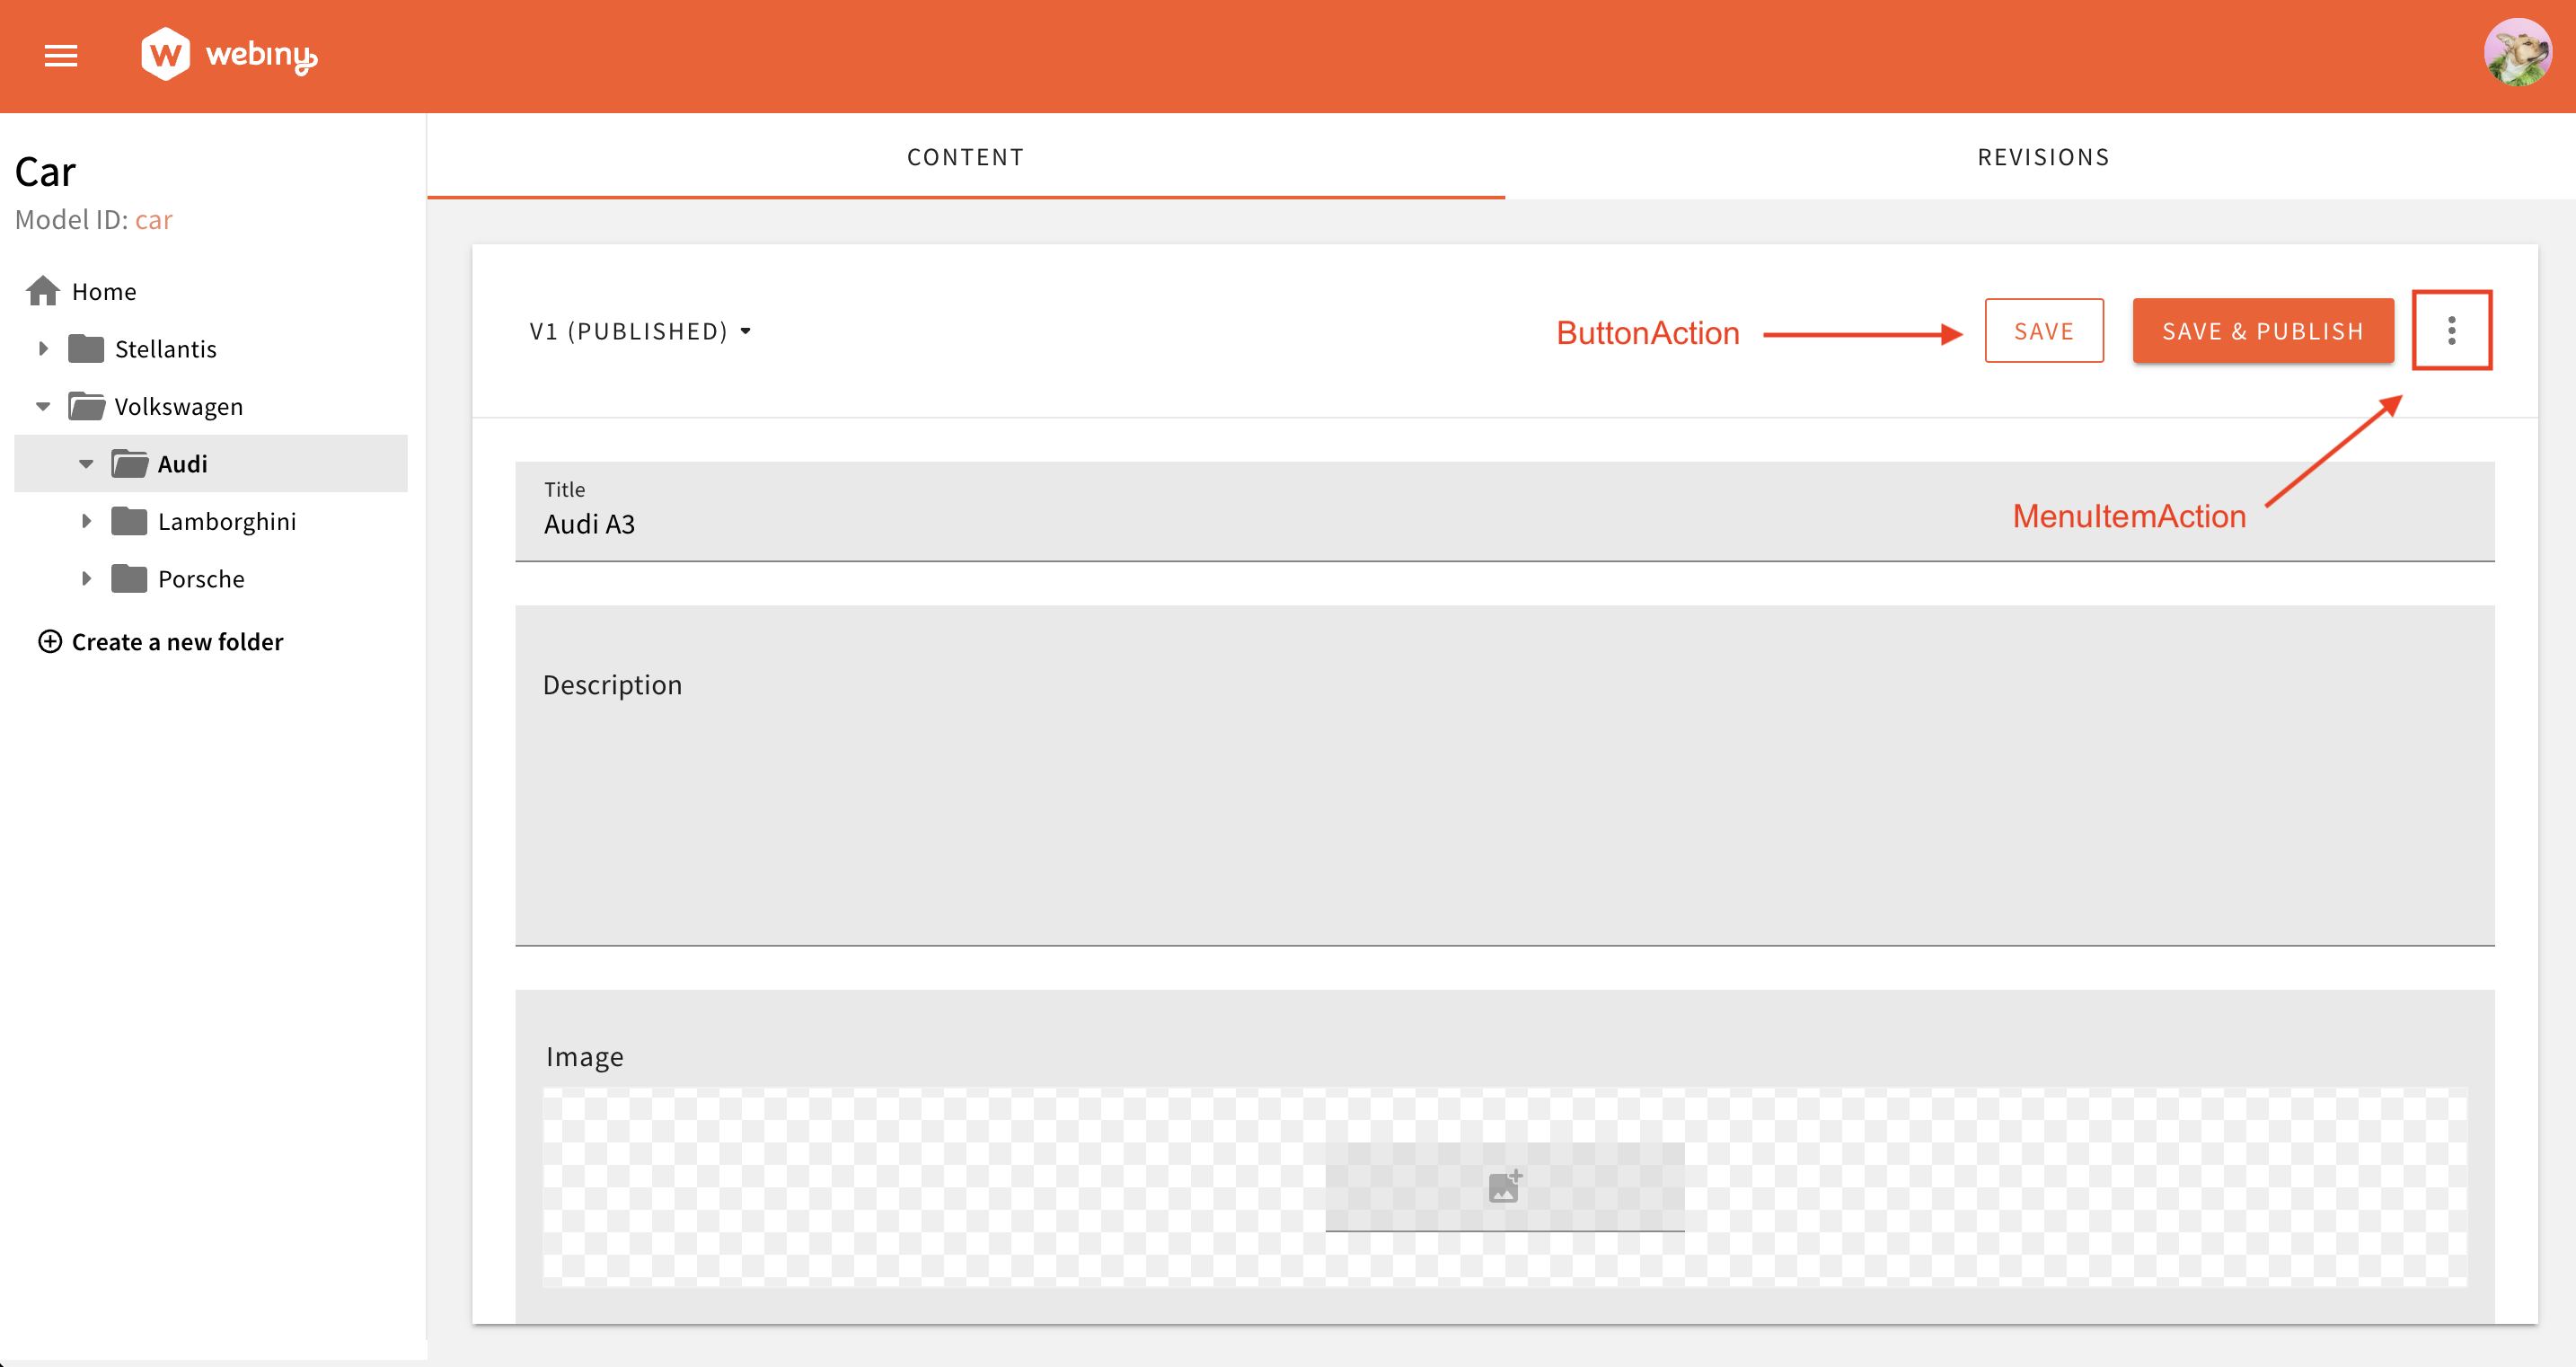 webiny
Car
Model ID: car
Home
Stellantis
Volkswagen
Audi
Lamborghini
Porsche
Create a new folder
CONTENT
REVISIONS
V1 (PUBLISHED)
ButtonAction
SAVE
SAVE & PUBLISH
MenuItemAction
Title
Audi A3
Description
Image